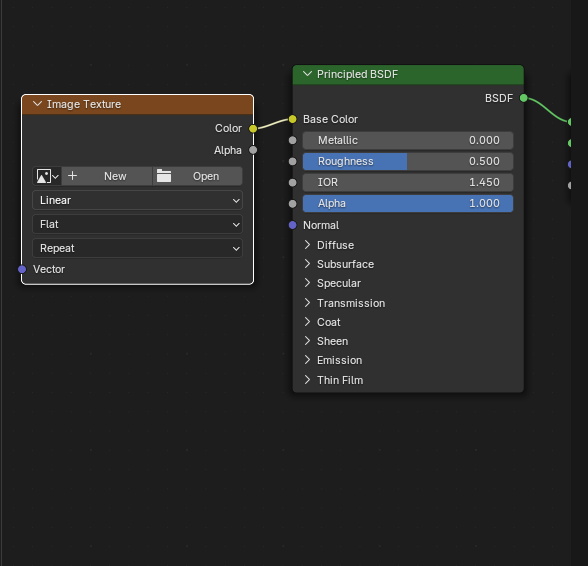 Image Texture
Color
Alpha
New
Open
Linear
Flat
Repeat
Vector
Principled BSDF
BSDF
Base Color
Metallic 0.000
Roughness 0.500
IOR 1.450
Alpha 1.000
Normal
Diffuse
Subsurface
Specular
Transmission
Coat
Sheen
Emission
Thin Film